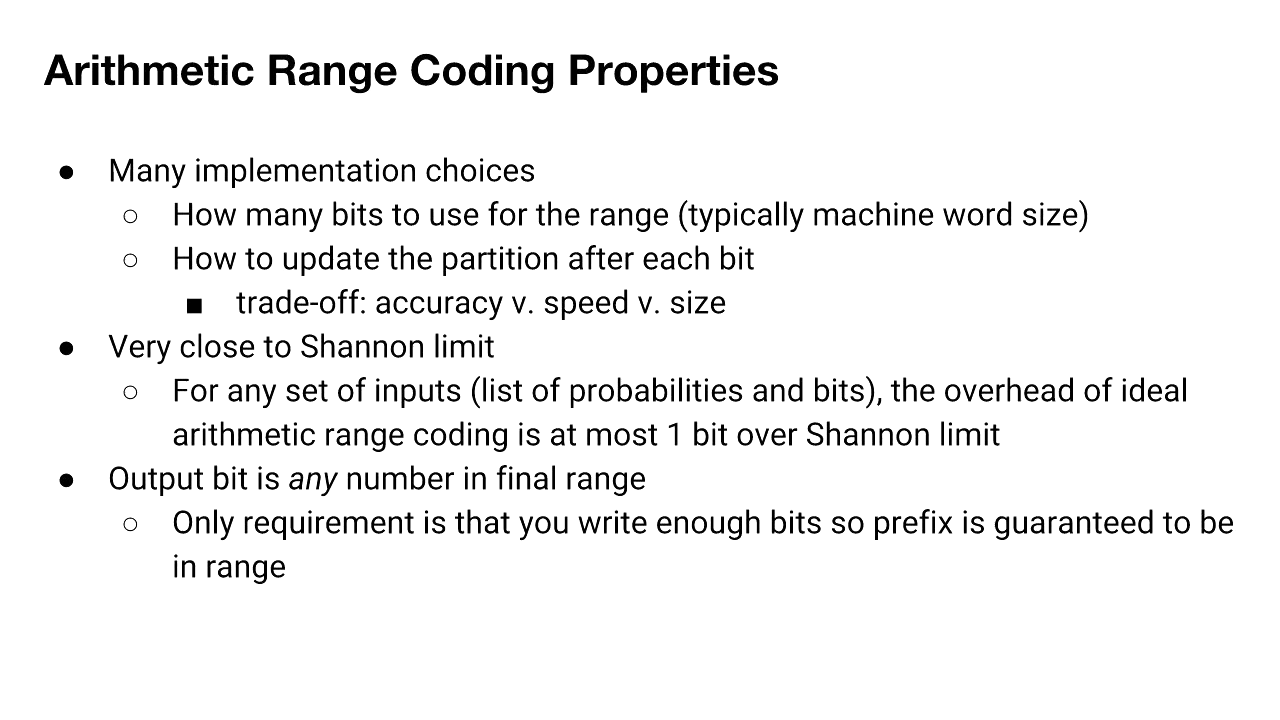 Arithmetic Range Coding Properties
● Many implementation choices
○ How many bits to use for the range (typically machine word size)
○ How to update the partition after each bit
■ trade-off: accuracy v. speed v. size
● Very close to Shannon limit
○ For any set of inputs (list of probabilities and bits), the overhead of ideal
arithmetic range coding is at most 1 bit over Shannon limit
● Output bit is any number in final range
○ Only requirement is that you write enough bits so prefix is guaranteed to be
in range